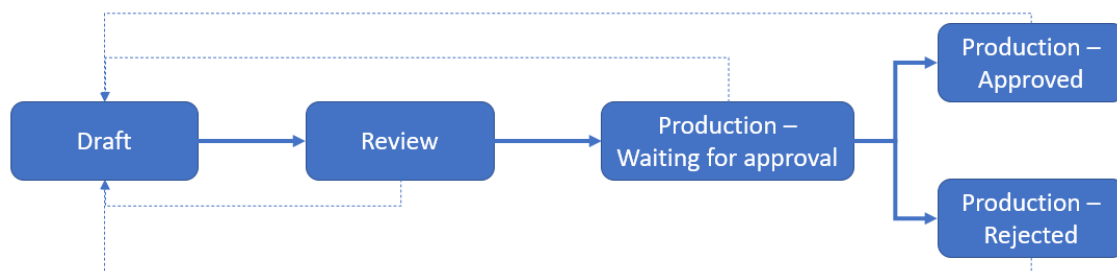 Draft
Review
Production –
Waiting for approval
Production –
Approved
Production –
Rejected